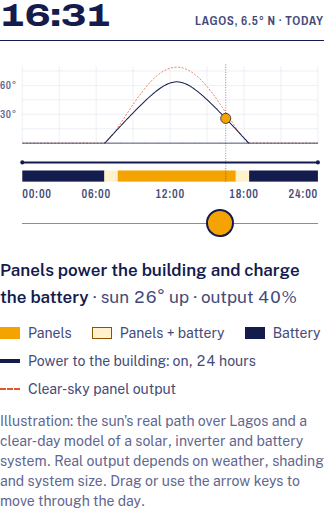 16:31
LAGOS, 6.5° N · TODAY
60°
30°
00:00 06:00 12:00 18:00 24:00
Panels power the building and charge
the battery · sun 26° up · output 40%
Panels Panels + battery Battery
Power to the building: on, 24 hours
Clear-sky panel output
Illustration: the sun's real path over Lagos and a
clear-day model of a solar, inverter and battery
system. Real output depends on weather, shading
and system size. Drag or use the arrow keys to
move through the day.